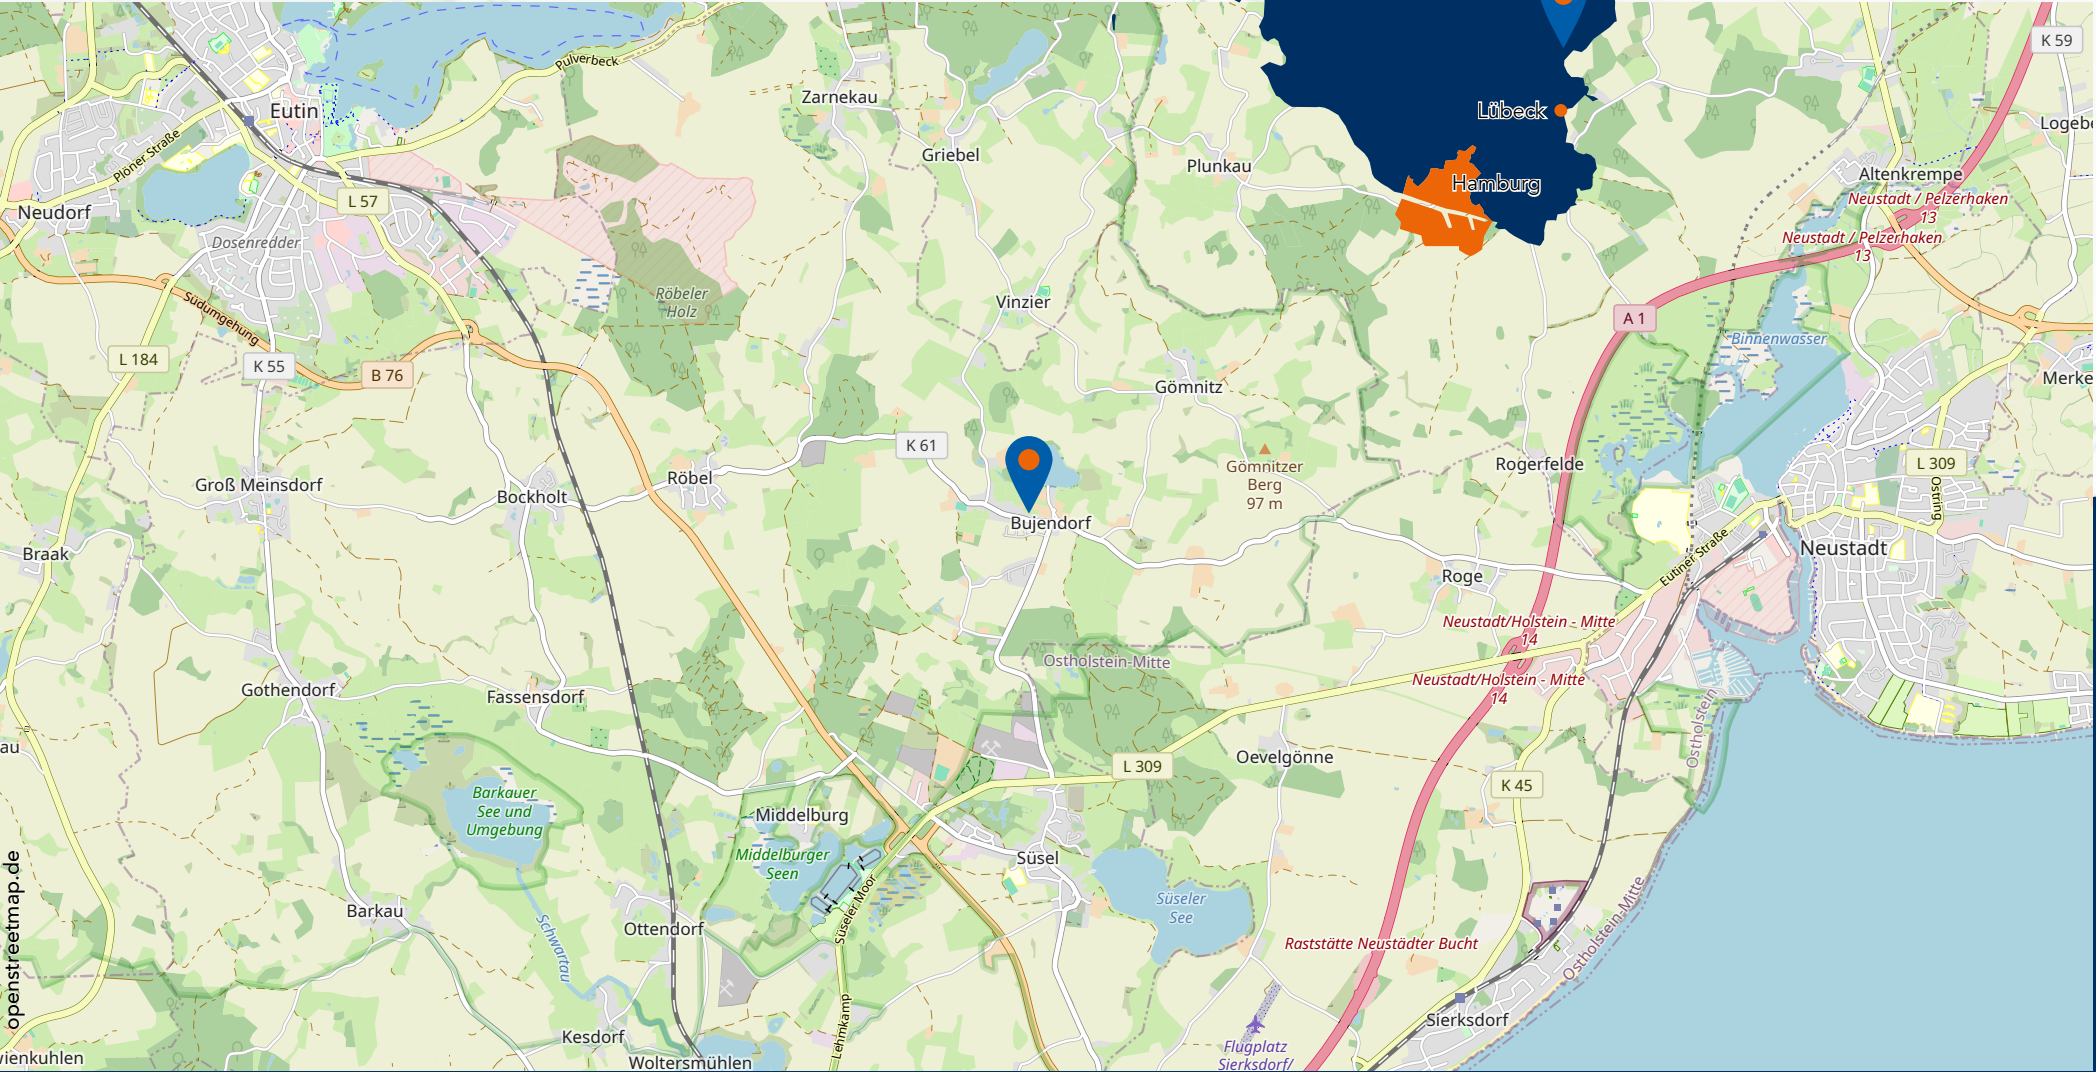 Pulverbeck
K 59
Zarnekau
Eutin
Lübeck
Plöner Straße
Griebel
Plunkau
Altenkrempe
Hamburg
L 57
Neudorf
Neustadt / Pelzerhaken
13
Neustadt / Pelzerhaken
13
Dosenredder
Röbeler
Holz
Vinzier
Südumgehung
A 1
Binnenwasser
L 184
K 55
B 76
Gömnitz
K 61
Gömnitzer
Berg
97 m
Rogerfelde
L 309
Ostring
Röbel
Groß Meinsdorf
Bockholt
Bujendorf
Braak
Neustadt
Eutiner Straße
Roge
Neustadt/Holstein - Mitte
14
Ostholstein-Mitte
Neustadt/Holstein - Mitte
14
Gothendorf
Fassensdorf
Ostholstein
Oevelgönne
L 309
K 45
Barkauer
See und
Umgebung
Middelburg
Middelburger
Seen
Süsel
Süseler Moor
Süseler
See
Barkau
Ottendorf
Schwartau
Raststätte Neustädter Bucht
Ostholstein-Mitte
openstreetmap.de
Lehmkamp
Sierksdorf
Kesdorf
Woltersmühlen
Flugplatz
Sierksdorf/